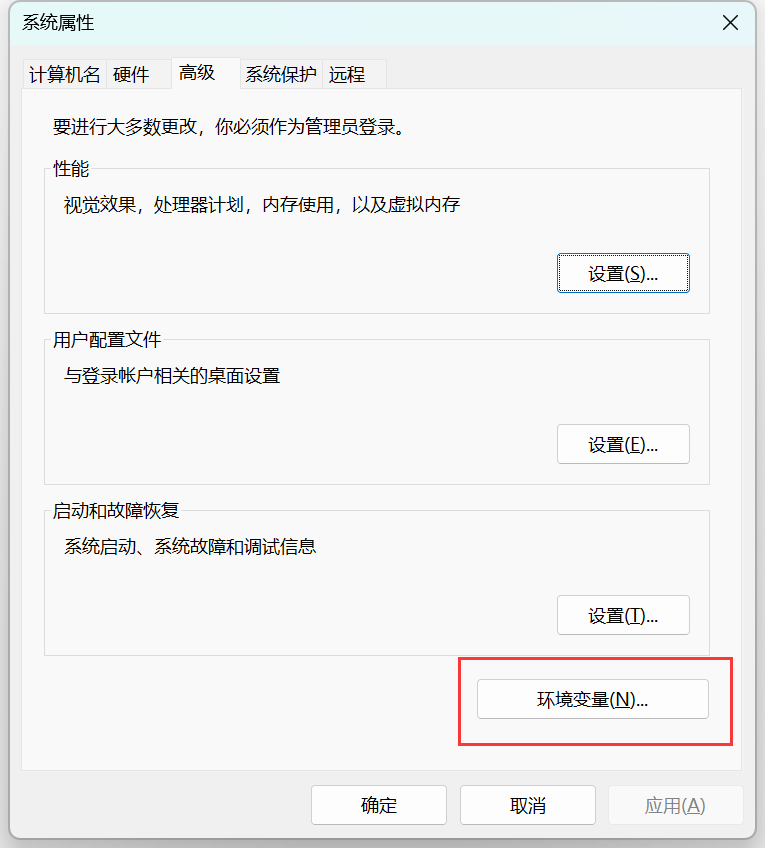 系统属性
计算机名 硬件 高级 系统保护 远程
要进行大多数更改，你必须作为管理员登录。
性能
视觉效果，处理器计划，内存使用，以及虚拟内存
设置(S)...
用户配置文件
与登录帐户相关的桌面设置
设置(E)...
启动和故障恢复
系统启动、系统故障和调试信息
设置(T)...
环境变量(N)...
确定 取消 应用(A)